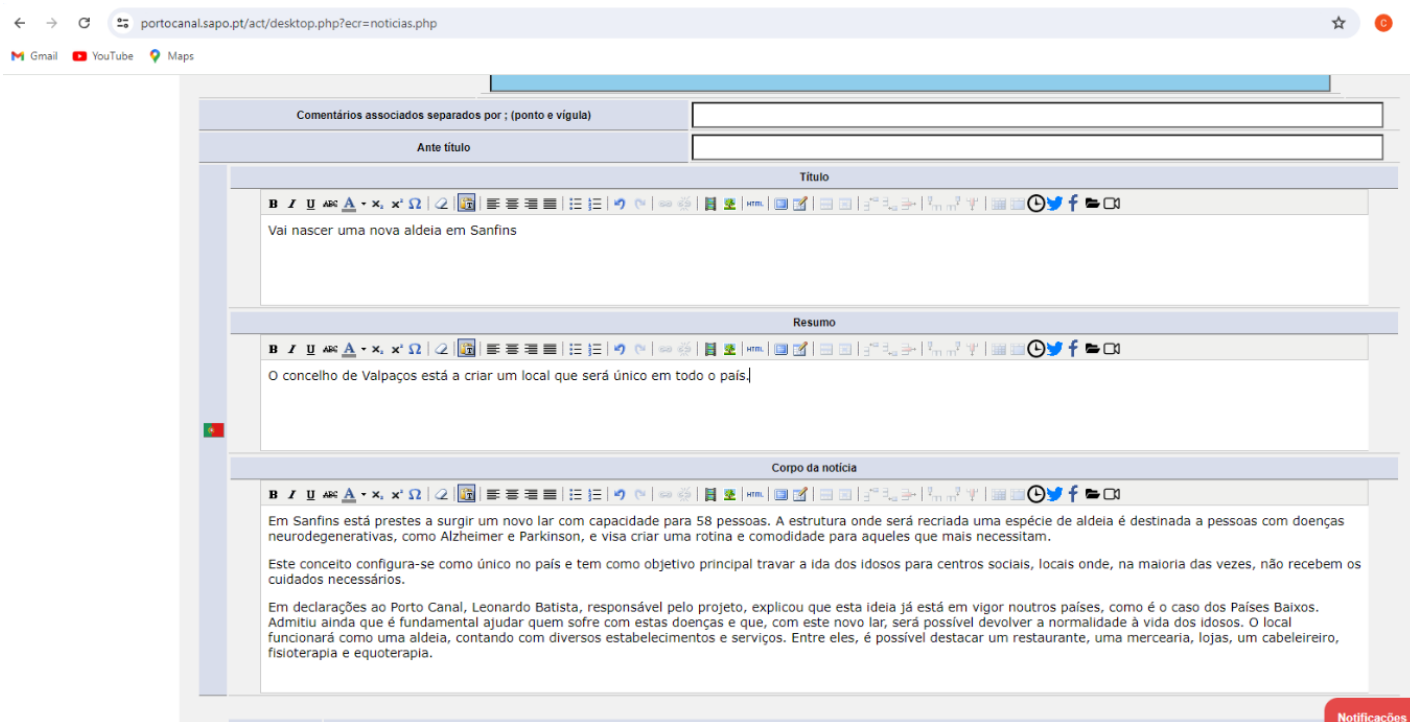 portocanal.sapo.pt/act/desktop.php?ecr=noticias.php
C
Gmail YouTube Maps
Comentários associados separados por ; (ponto e vígula)
Ante título
Título
B I U ABC A x, x² Ω HTML
Vai nascer uma nova aldeia em Sanfins
Resumo
B I U ABC A x, x² Ω HTML
O concelho de Valpaços está a criar um local que será único em todo o país.
Corpo da notícia
B I U ABC A x, x² Ω HTML
Em Sanfins está prestes a surgir um novo lar com capacidade para 58 pessoas. A estrutura onde será recriada uma espécie de aldeia é destinada a pessoas com doenças
neurodegenerativas, como Alzheimer e Parkinson, e visa criar uma rotina e comodidade para aqueles que mais necessitam.
Este conceito configura-se como único no país e tem como objetivo principal travar a ida dos idosos para centros sociais, locais onde, na maioria das vezes, não recebem os
cuidados necessários.
Em declarações ao Porto Canal, Leonardo Batista, responsável pelo projeto, explicou que esta ideia já está em vigor noutros países, como é o caso dos Países Baixos.
Admitiu ainda que é fundamental ajudar quem sofre com estas doenças e que, com este novo lar, será possível devolver a normalidade à vida dos idosos. O local
funcionará como uma aldeia, contando com diversos estabelecimentos e serviços. Entre eles, é possível destacar um restaurante, uma mercearia, lojas, um cabeleireiro,
fisioterapia e equoterapia.
Notificações